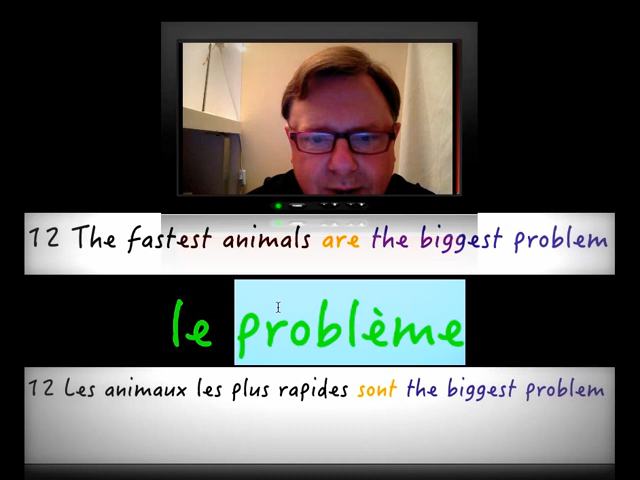 12 The fastest animals are the biggest problem
le problème
12 Les animaux les plus rapides sont the biggest problem